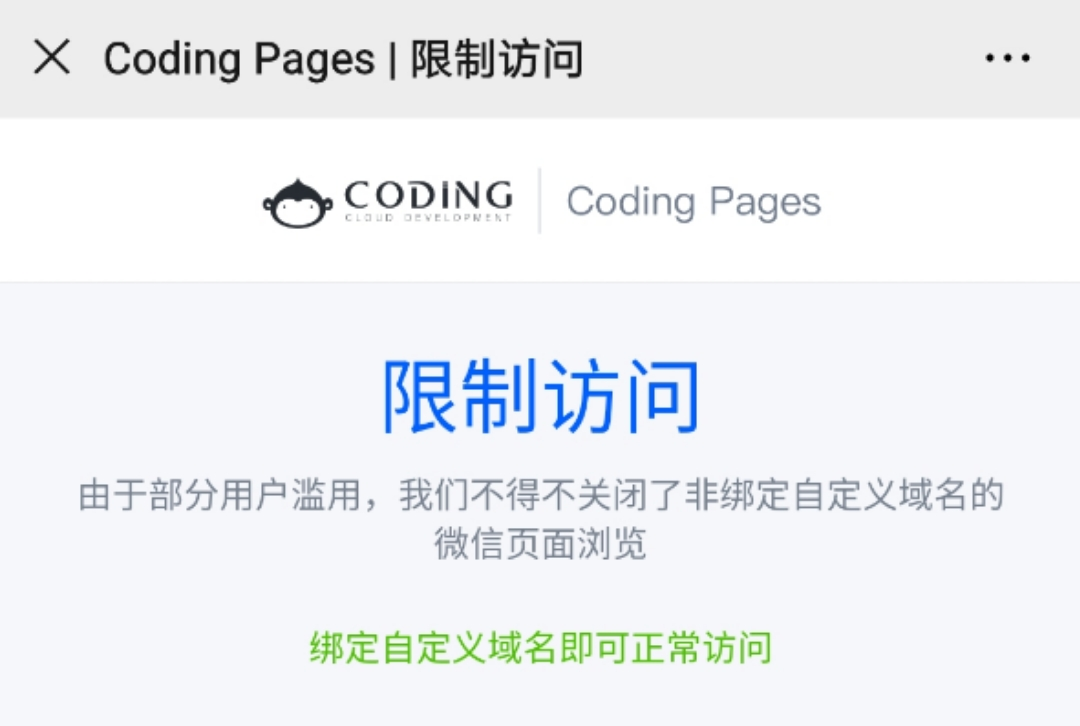 Coding Pages | 限制访问
CODING
CLOUD DEVELOPMENT
Coding Pages
限制访问
由于部分用户滥用，我们不得不关闭了非绑定自定义域名的
微信页面浏览
绑定自定义域名即可正常访问